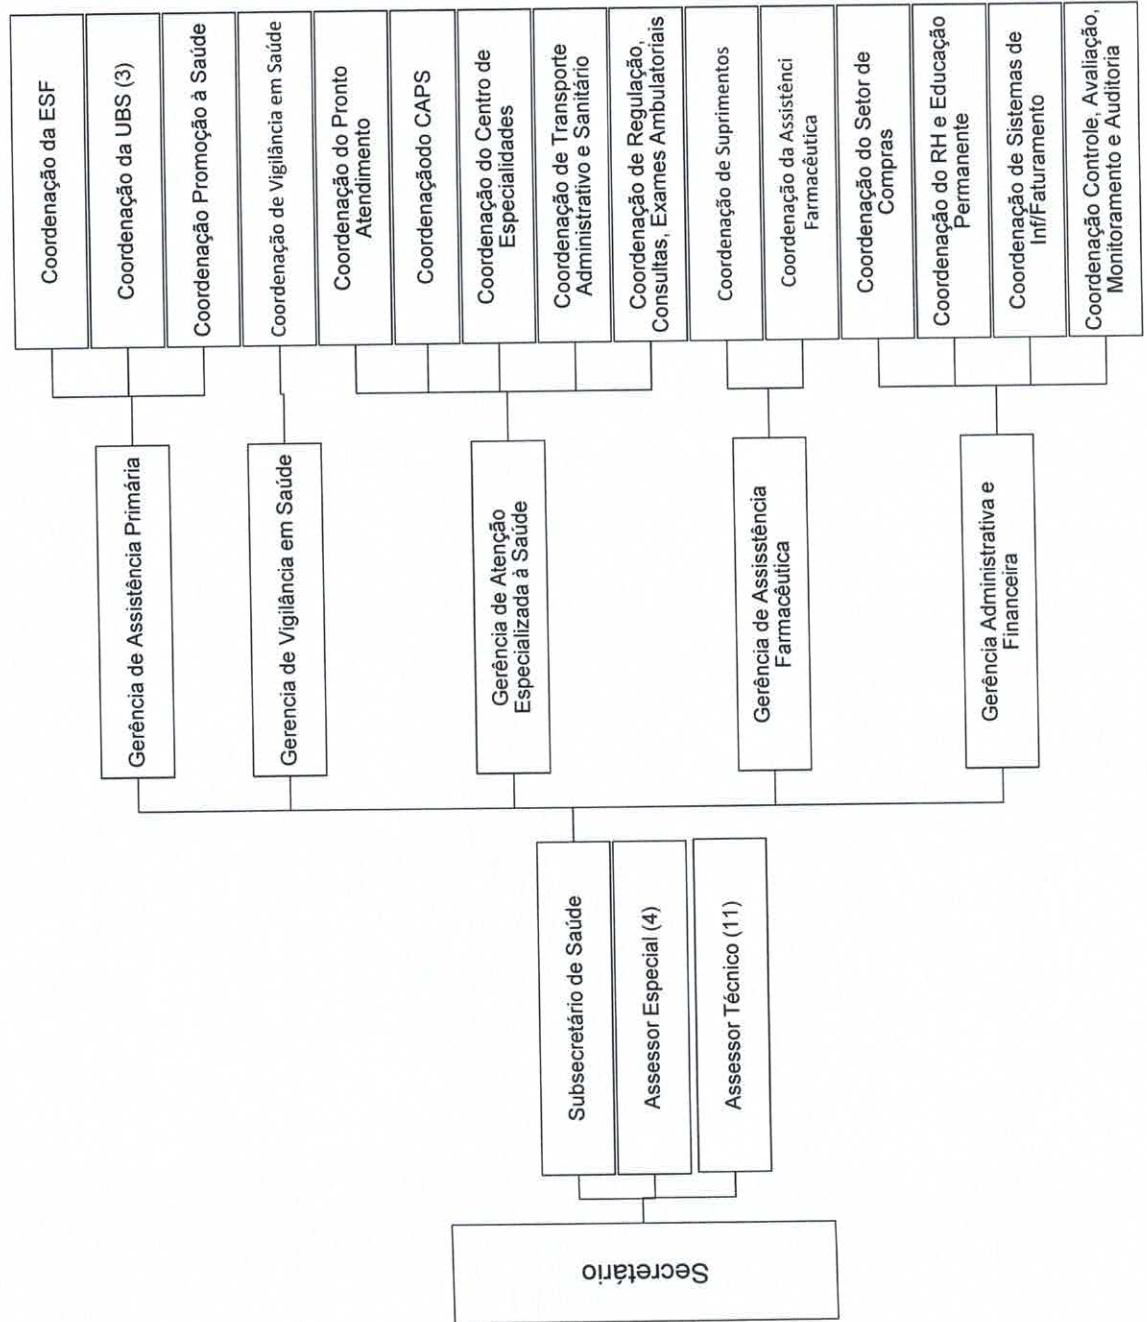 Secretário
Subsecretário de Saúde
Assessor Especial (4)
Assessor Técnico (11)
Gerência de Assistência Primária
Gerencia de Vigilância em Saúde
Gerência de Atenção
Especializada à Saúde
Gerência de Assisstência
Farmacêutica
Gerência Administrativa e
Financeira
Coordenação da ESF
Coordenação da UBS (3)
Coordenação Promoção à Saúde
Coordenação de Vigilância em Saúde
Coordenação do Pronto
Atendimento
Coordenaçãodo CAPS
Coordenação do Centro de
Especialidades
Coordenação de Transporte
Administrativo e Sanitário
Coordenação de Regulação,
Consultas, Exames Ambulatoriais
Coordenação de Suprimentos
Coordenação da Assistênci
Farmacêutica
Coordenação do Setor de
Compras
Coordenação do RH e Educação
Permanente
Coordenação de Sistemas de
Inf/Faturamento
Coordenação Controle, Avaliação,
Monitoramento e Auditoria